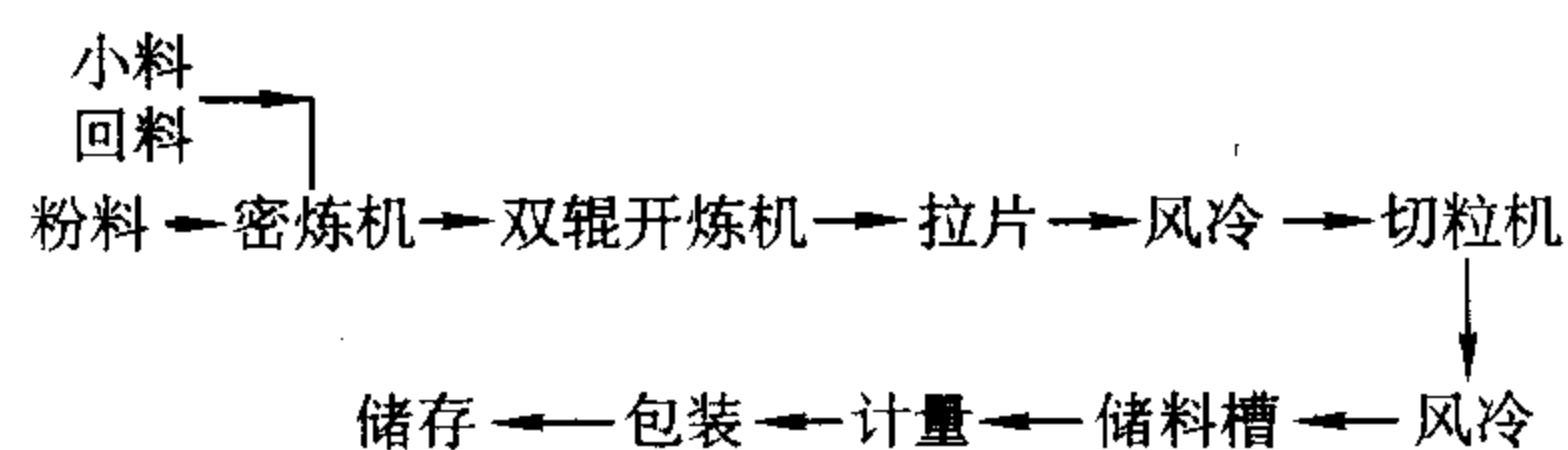 小料
回料
粉料 密炼机 双辊开炼机 拉片 风冷 切粒机
储存 包装 计量 储料槽 风冷